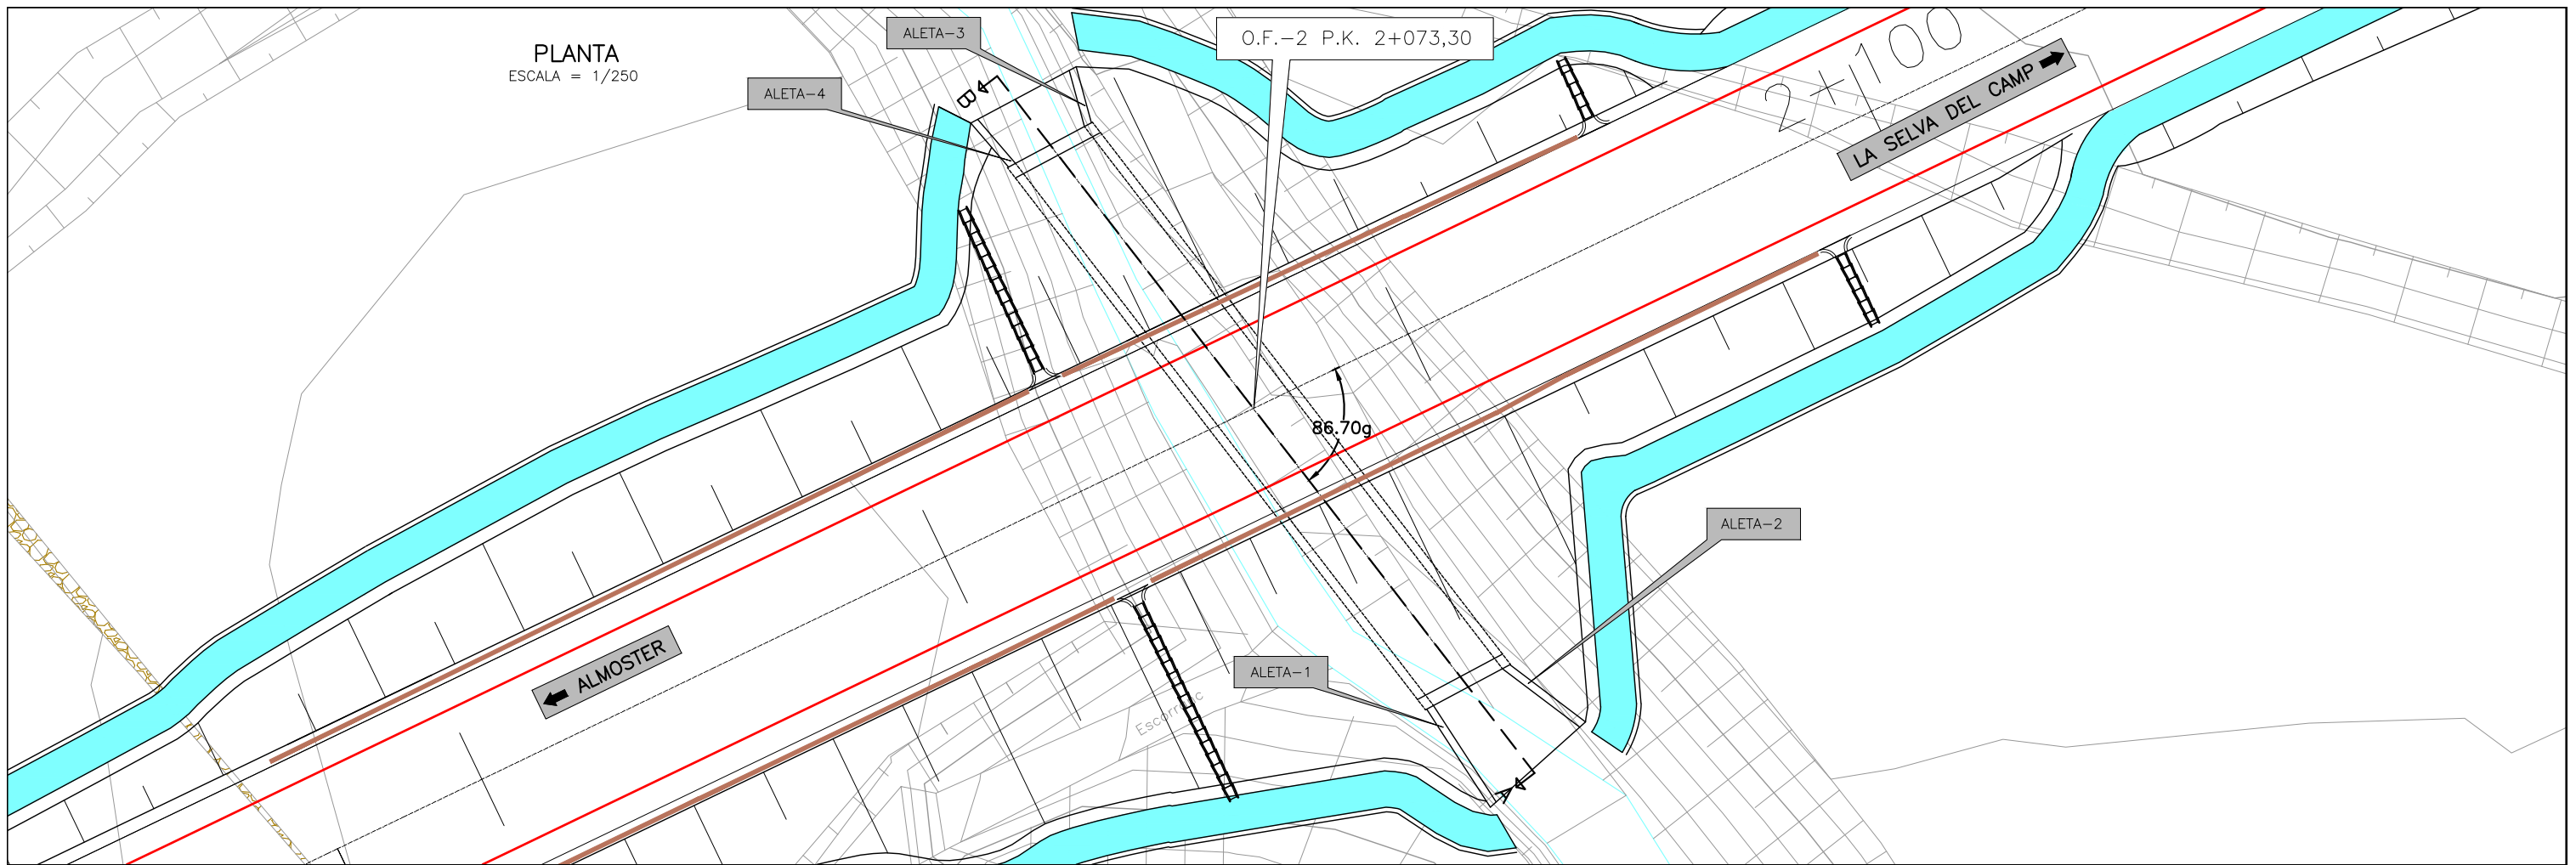 PLANTA
ESCALA = 1/250
ALETA-3
O.F.-2 P.K. 2+073,30
ALETA-4
B
2+100
LA SELVA DEL CAMP
86.70g
ALETA-2
ALMOSTER
ALETA-1
A